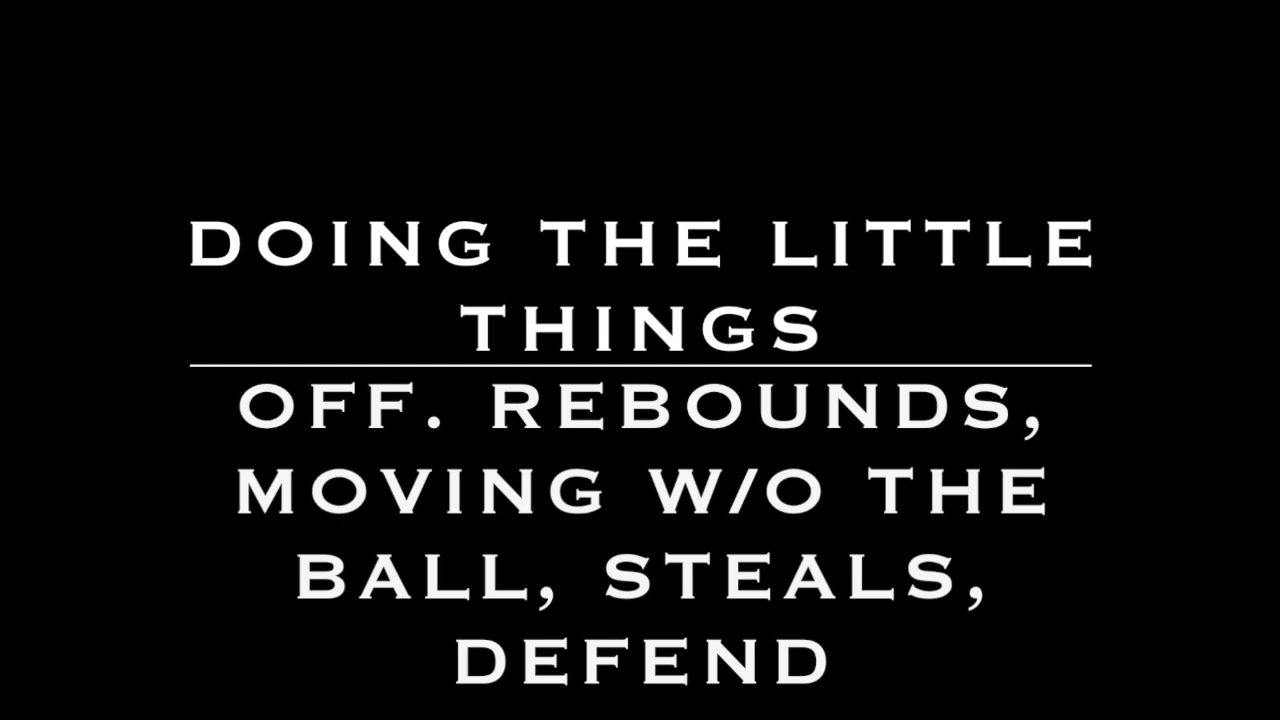 DOING THE LITTLE
THINGS
OFF. REBOUNDS,
MOVING W/O THE
BALL, STEALS,
DEFEND